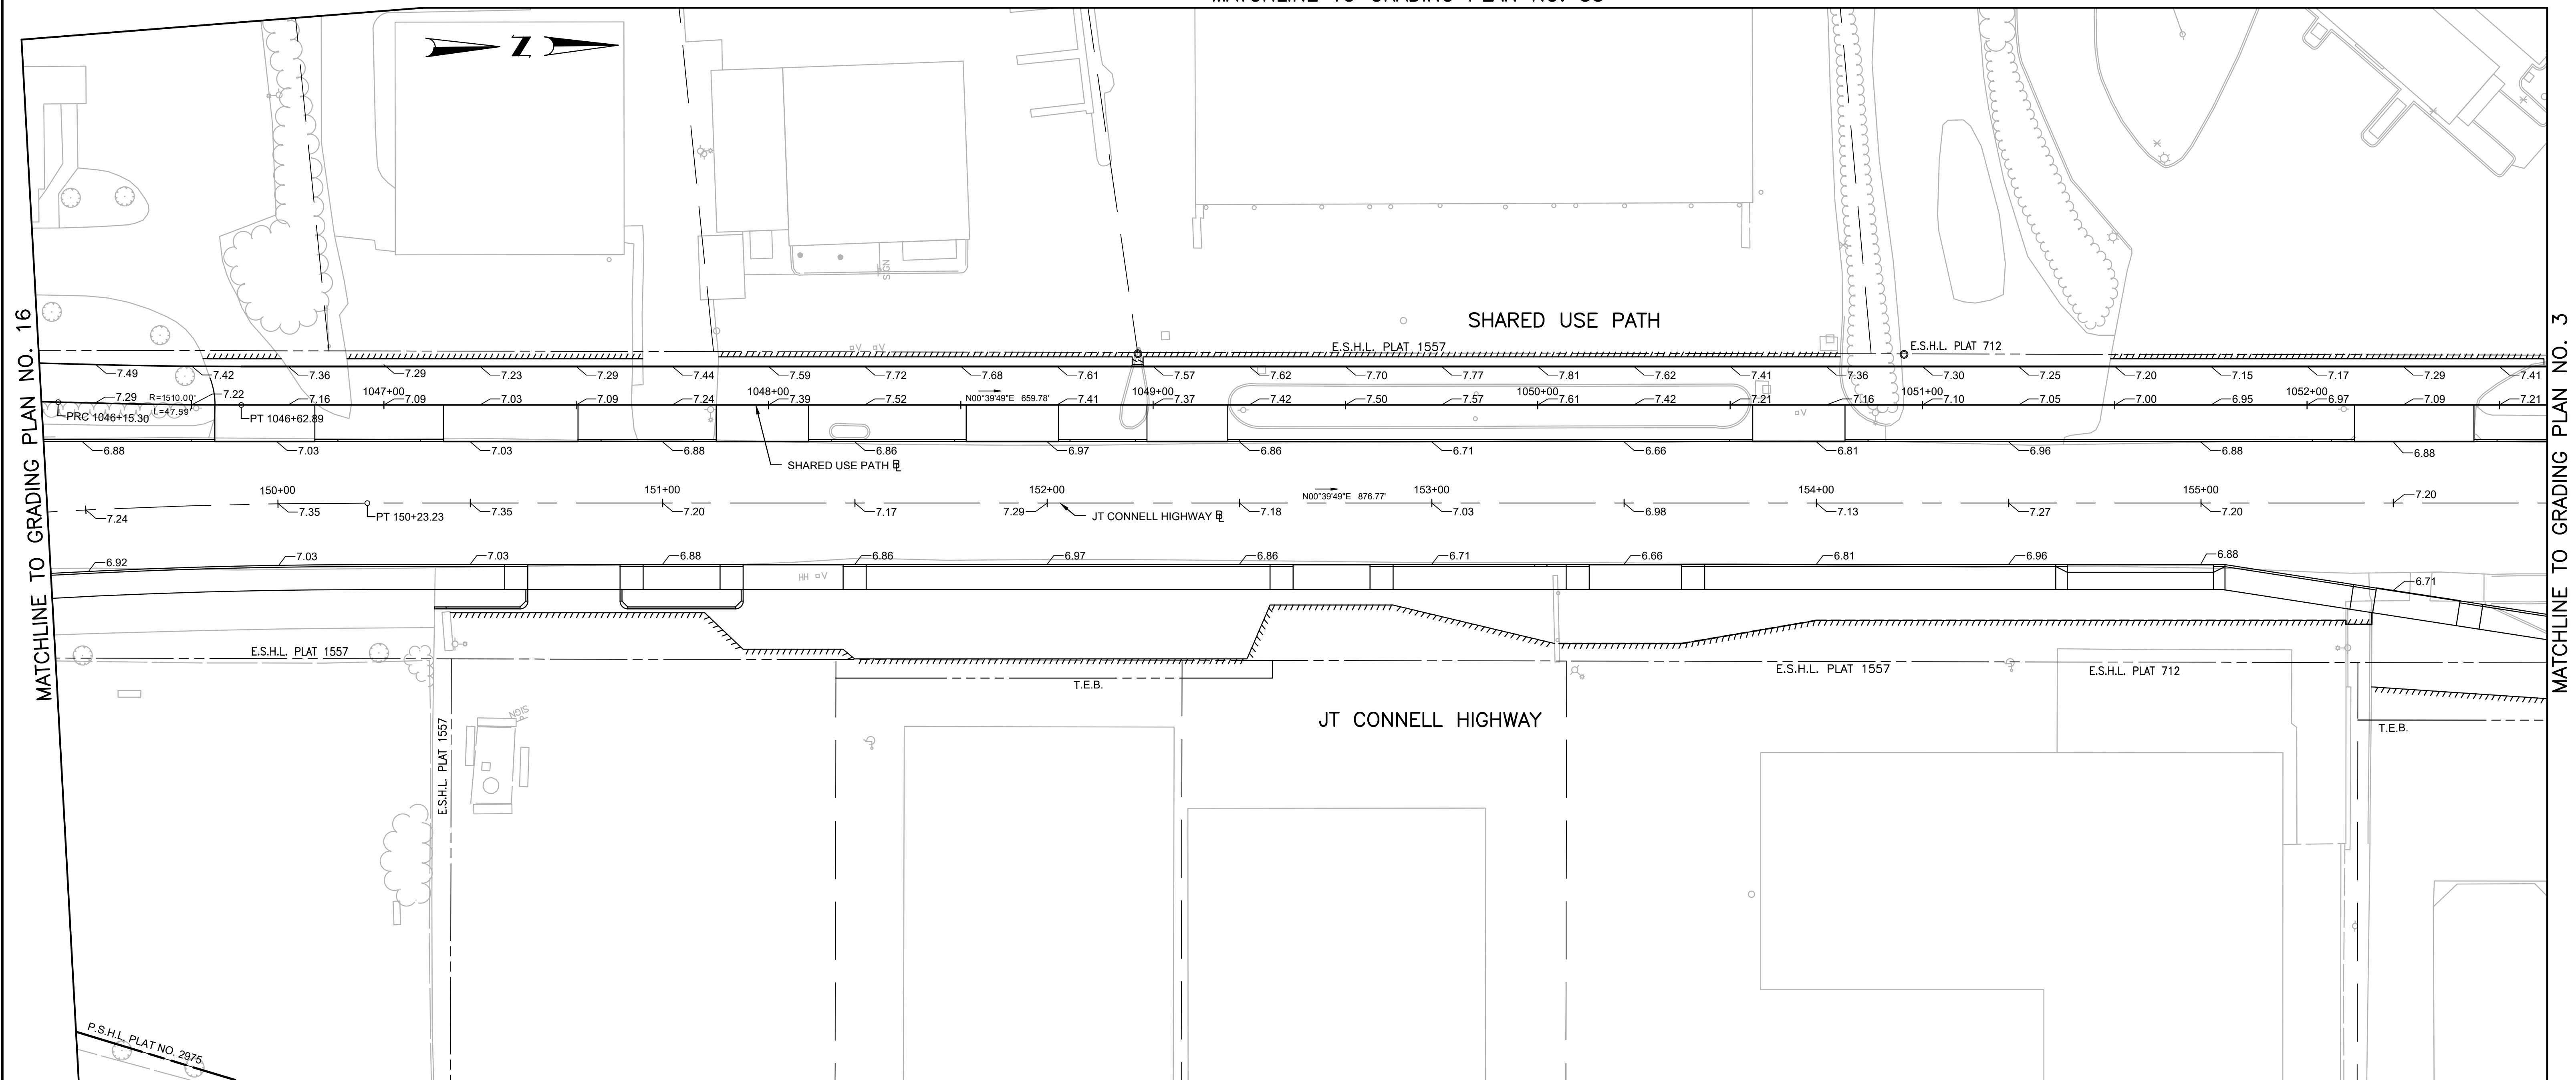 Z
SIGN
SHARED USE PATH
E.S.H.L. PLAT 1557
E.S.H.L. PLAT 712
V V
MATCHLINE TO GRADING PLAN NO. 16
MATCHLINE TO GRADING PLAN NO. 3
7.49 7.42 7.36 7.29 7.23 7.29 7.44 7.59 7.72 7.68 7.61 7.57 7.62 7.70 7.77 7.81 7.62 7.41 7.36 7.30 7.25 7.20 7.15 7.17 7.29 7.41
1047+00 1048+00 1049+00 1050+00 1051+00 1052+00
7.29 R=1510.00' 7.22 7.16 7.09 7.03 7.09 7.24 7.39 7.52 N00°39'49"E 659.78' 7.41 7.37 7.42 7.50 7.57 7.61 7.42 7.21 7.16 7.10 7.05 7.00 6.95 6.97 7.09 7.21
L=47.59'
PRC 1046+15.30 PT 1046+62.89
V
6.88 7.03 7.03 6.88 6.86 6.97 6.86 6.71 6.66 6.81 6.96 6.88 6.88
SHARED USE PATH BL
150+00 151+00 152+00 N00°39'49"E 876.77' 153+00 154+00 155+00 7.20
7.24 7.35 PT 150+23.23 7.35 7.20 7.17 7.29 JT CONNELL HIGHWAY BL 7.18 7.03 6.98 7.13 7.27 7.20
6.92 7.03 7.03 6.88 6.86 6.97 6.86 6.71 6.66 6.81 6.96 6.88 6.71
HH V
E.S.H.L. PLAT 1557
E.S.H.L. PLAT 1557
E.S.H.L. PLAT 712
T.E.B.
JT CONNELL HIGHWAY
T.E.B.
SIGN
E.S.H.L. PLAT 1557
P.S.H.L. PLAT NO. 2975